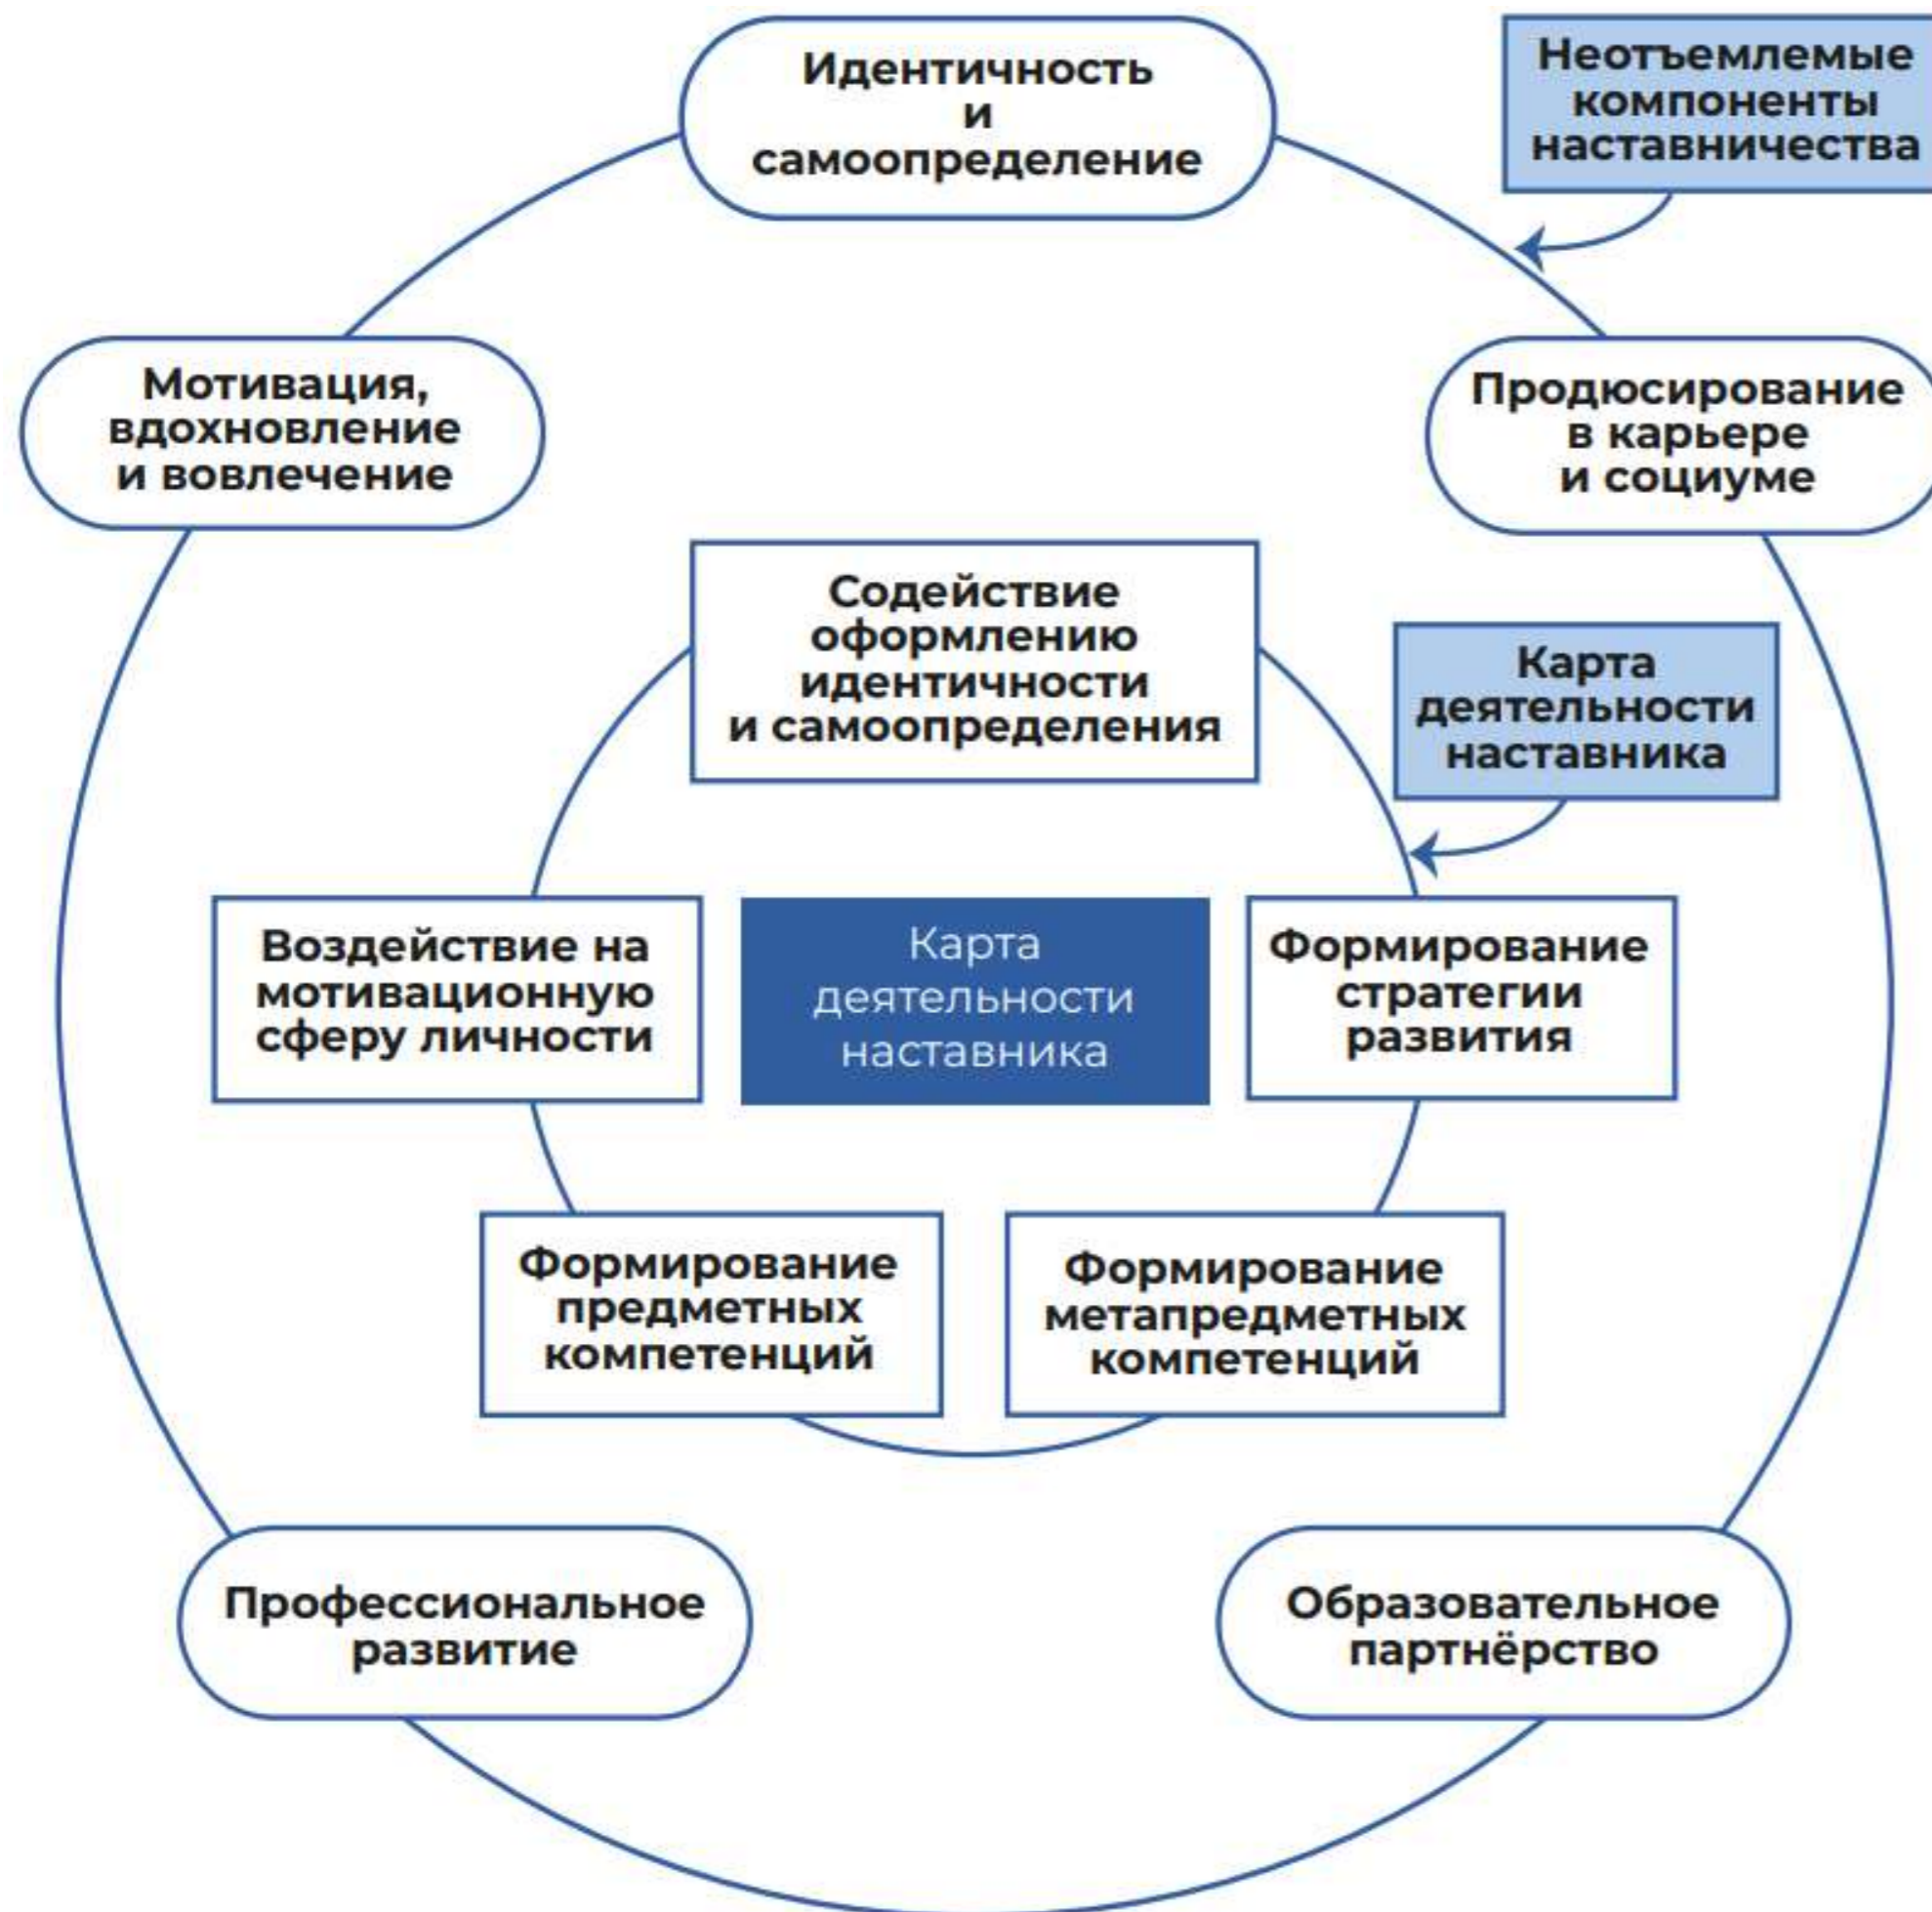 Идентичность
и
самоопределение
Неотъемлемые
компоненты
наставничества
Мотивация,
вдохновление
и вовлечение
Продюсирование
в карьере
и социуме
Содействие
оформлению
идентичности
и самоопределения
Карта
деятельности
наставника
Воздействие на
мотивационную
сферу личности
Карта
деятельности
наставника
Формирование
стратегии
развития
Формирование
предметных
компетенций
Формирование
метапредметных
компетенций
Профессиональное
развитие
Образовательное
партнёрство